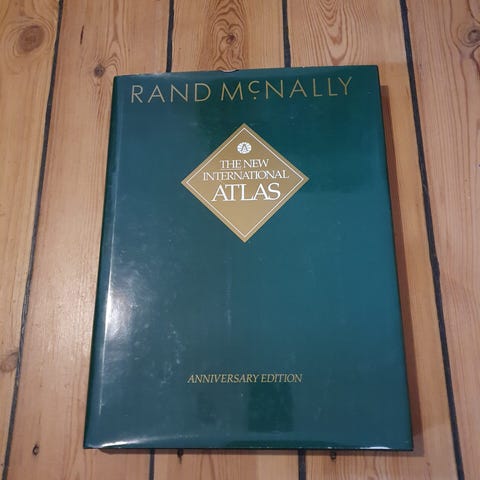 RAND McNALLY
THE NEW
INTERNATIONAL
ATLAS
ANNIVERSARY EDITION